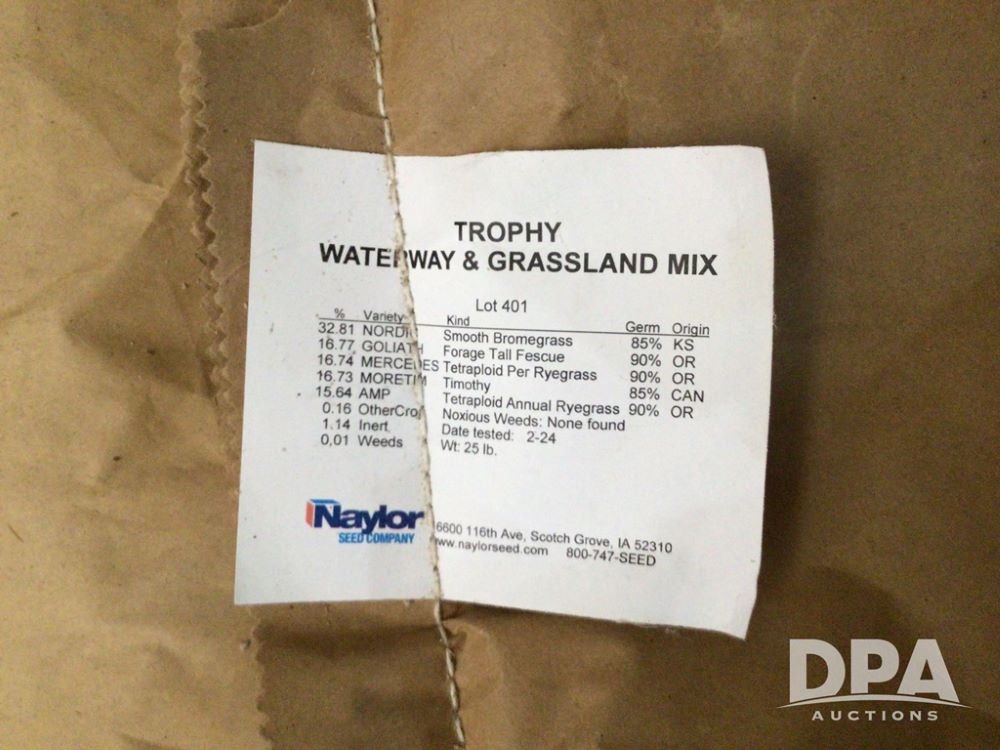 TROPHY
WATERWAY & GRASSLAND MIX
Lot 401
% Variety Kind Germ Origin
32.81 NORDIC Smooth Bromegrass 85% KS
16.77 GOLIATH Forage Tall Fescue 90% OR
16.74 MERCEDES Tetraploid Per Ryegrass 90% OR
16.73 MORETIM Timothy 85% CAN
15.64 AMP Tetraploid Annual Ryegrass 90% OR
0.16 OtherCrop Noxious Weeds: None found
1.14 Inert Date tested: 2-24
0.01 Weeds Wt: 25 lb.
Naylor
SEED COMPANY
6600 116th Ave, Scotch Grove, IA 52310
www.naylorseed.com 800-747-SEED
DPA
AUCTIONS